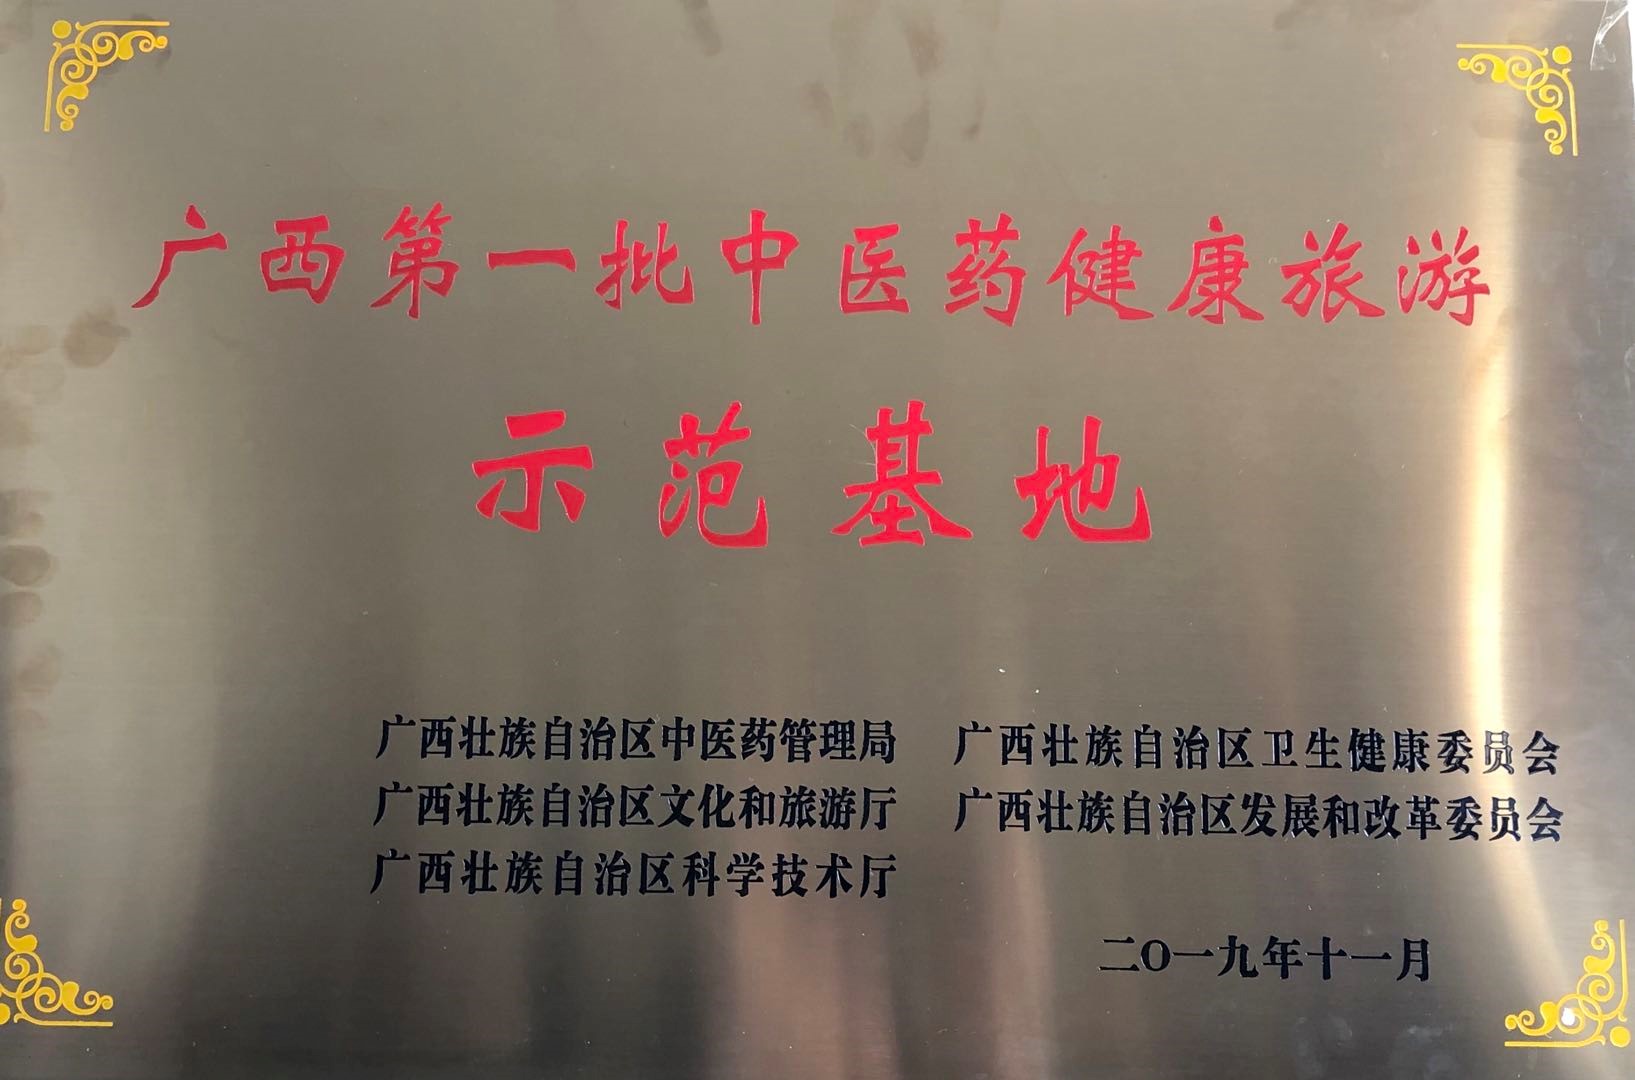 广西第一批中医药健康旅游
示范基地
广西壮族自治区中医药管理局 广西壮族自治区卫生健康委员会
广西壮族自治区文化和旅游厅 广西壮族自治区发展和改革委员会
广西壮族自治区科学技术厅
二〇一九年十一月